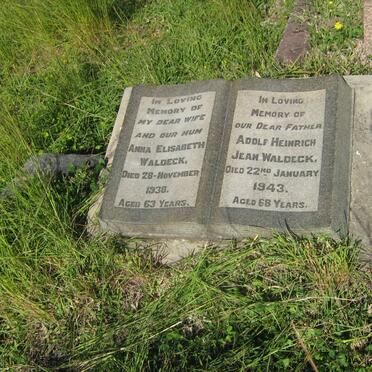 In Loving
Memory of
my dear wife
and our mum
Anna Elisabeth
Waldeck.
Died 28-November
1938.
Aged 63 Years.
In Loving
Memory of
our Dear Father
Adolf Heinrich
Jean Waldeck.
Died 22nd January
1943.
Aged 68 Years.